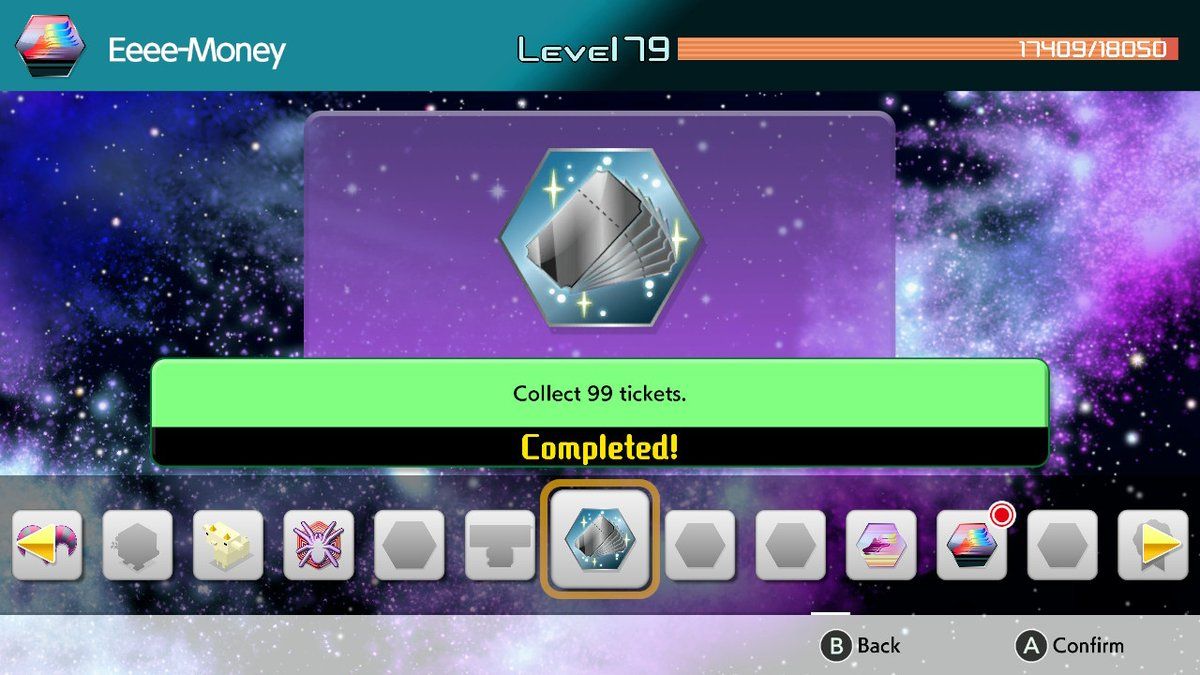 Eeee-Money
Level 79
17409/18050
Collect 99 tickets.
Completed!
B Back
A Confirm